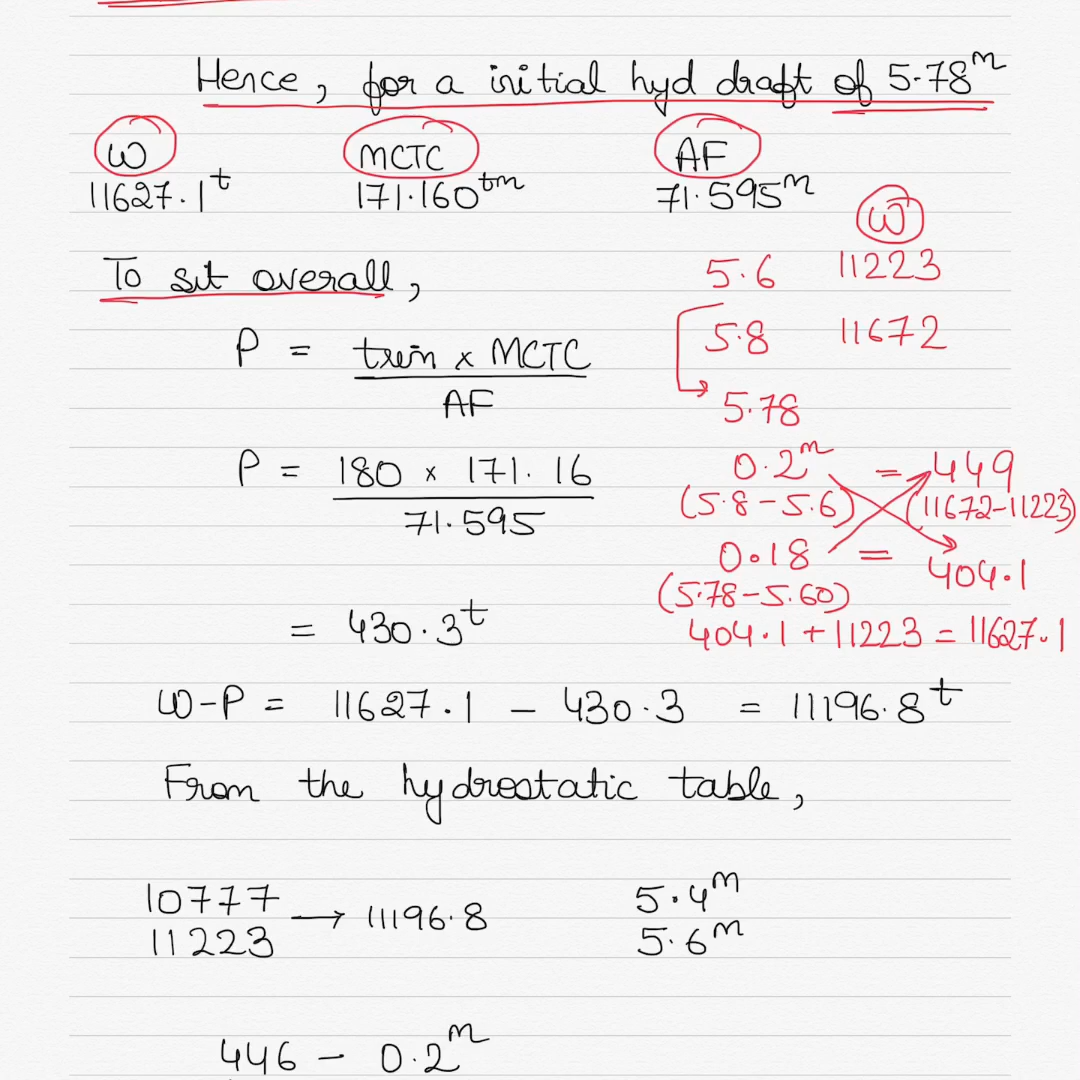 Hence, for a initial hyd draft of 5.78m
W MCTC AF
11627.1t 171.160tm 71.595m
W
5.6 11223
To sit overall,
5.8 11672
P = trim x MCTC
AF
5.78
P = 180 x 171.16
71.595
0.2m = 449
(5.8-5.6) (11672-11223)
0.18 = 404.1
(5.78-5.60)
= 430.3t
404.1 + 11223 = 11627.1
W-P = 11627.1 - 430.3 = 11196.8t
From the hydrostatic table,
10777 5.4m
→ 11196.8
11223 5.6m
446 - 0.2m